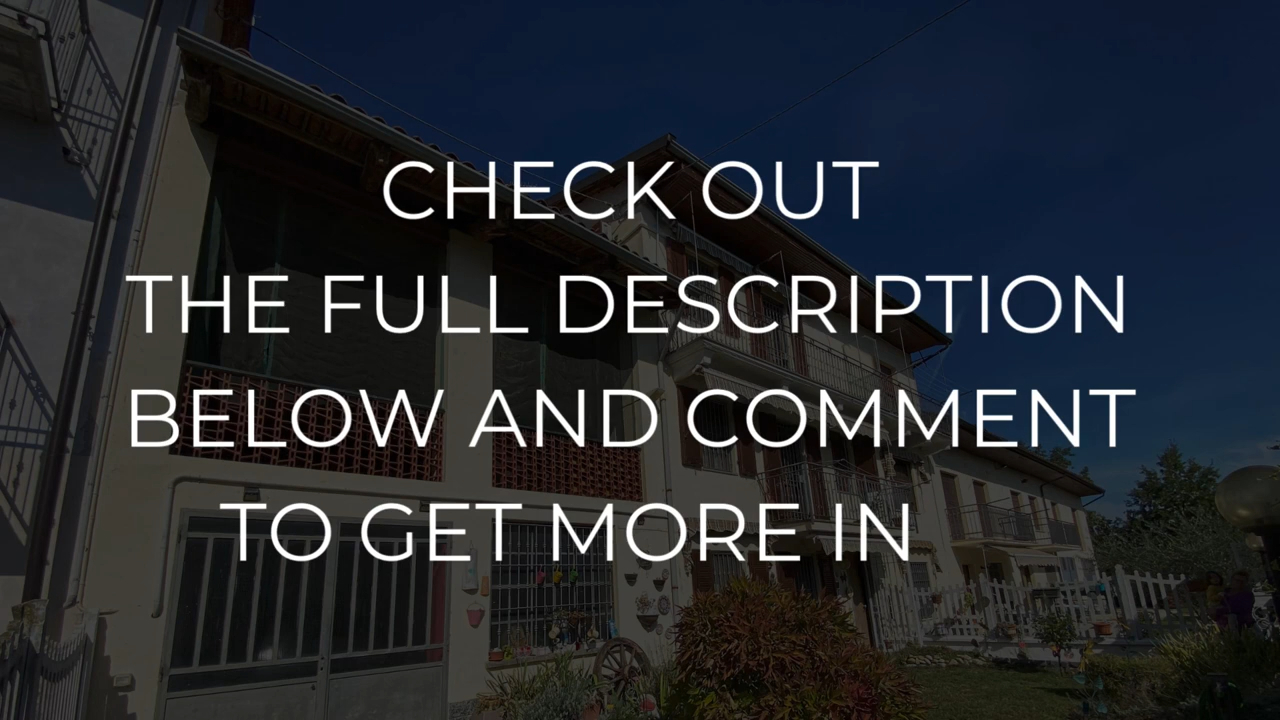 CHECK OUT
THE FULL DESCRIPTION
BELOW AND COMMENT
TO GET MORE IN